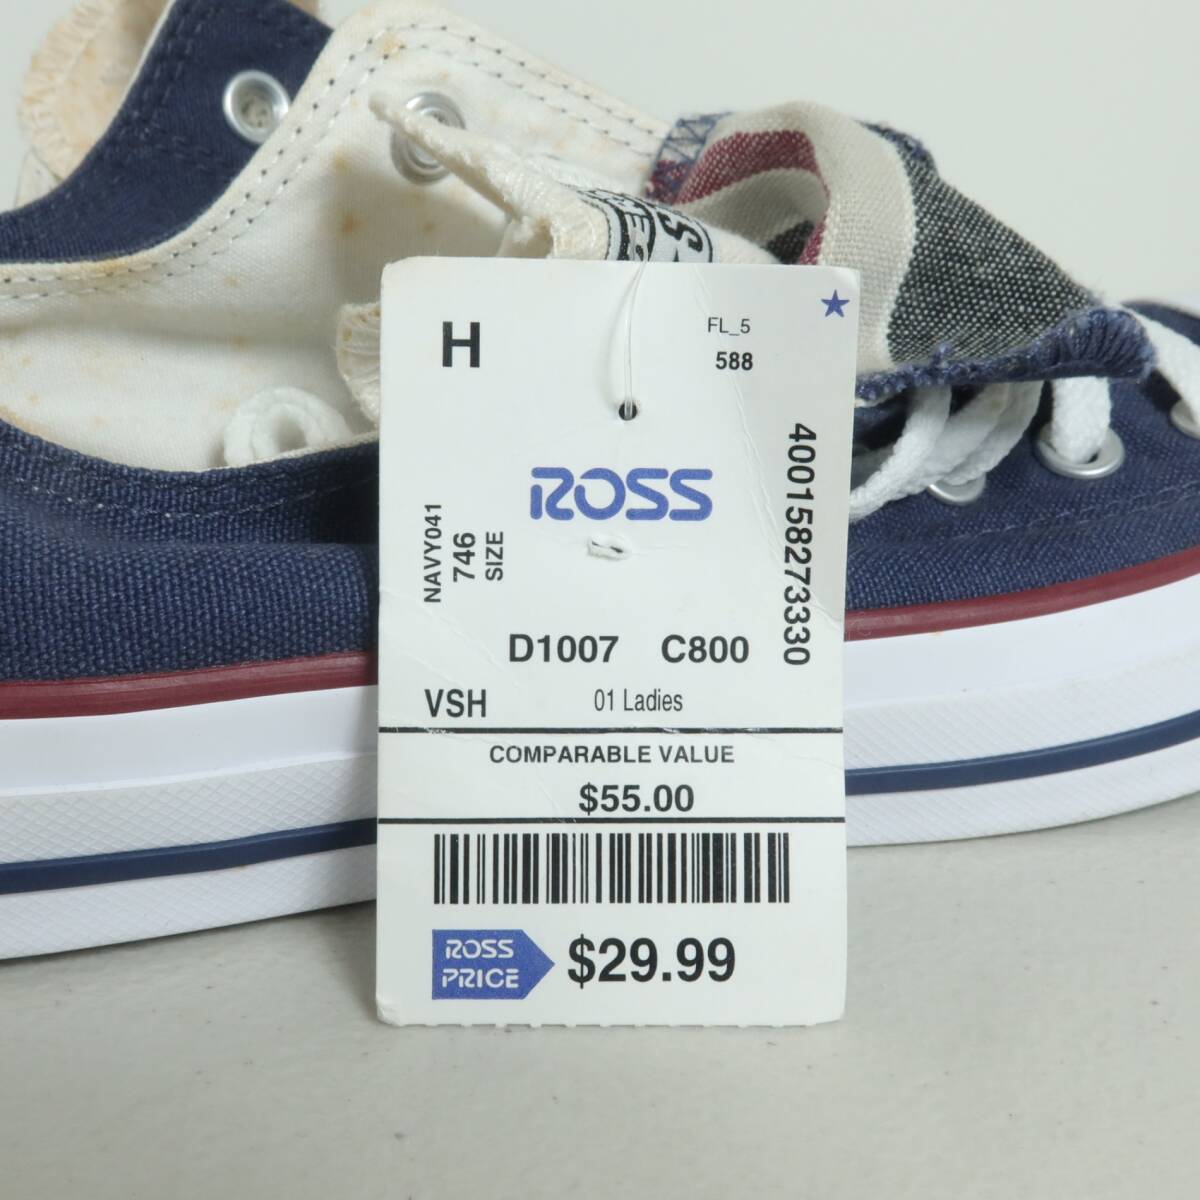 H
FL_5
588
ROSS
NAVY041
746
SIZE
400158273330
D1007 C800
VSH 01 Ladies
COMPARABLE VALUE
$55.00
ROSS
PRICE
$29.99